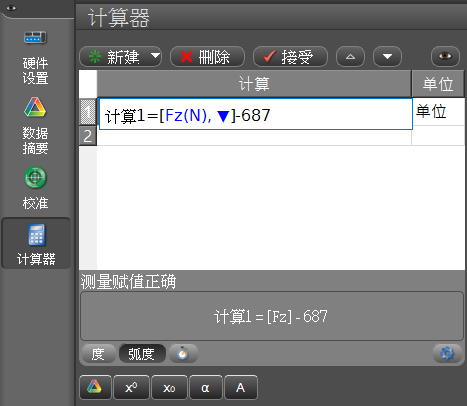 计算器
新建 删除 接受
计算 单位
1 计算1=[Fz(N), ▼]-687 单位
2
硬件
设置
数据
摘要
校准
计算器
测量赋值正确
计算1=[Fz]-687
度 弧度
x⁰ x₀ α A